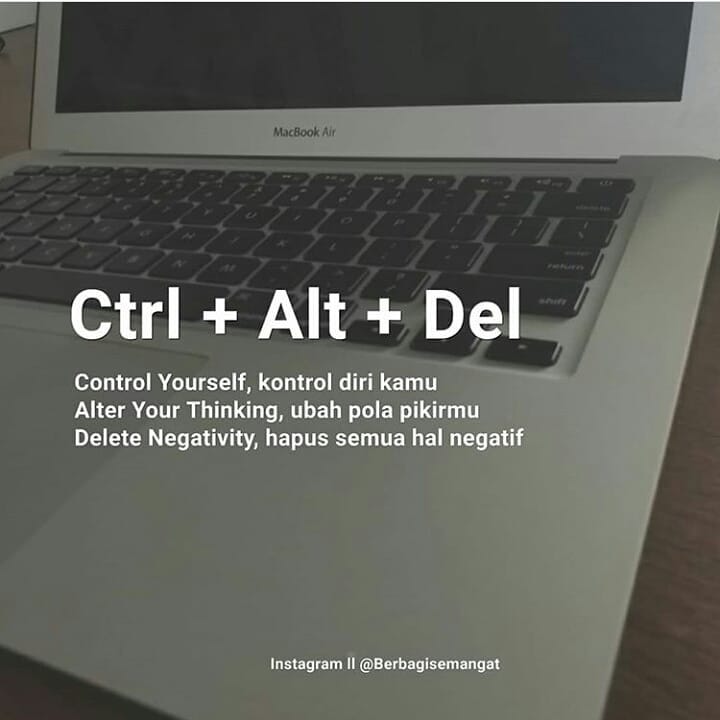 MacBook Air
delete
return
shift
Ctrl + Alt + Del
Control Yourself, kontrol diri kamu
Alter Your Thinking, ubah pola pikirmu
Delete Negativity, hapus semua hal negatif
Instagram ll @Berbagisemangat